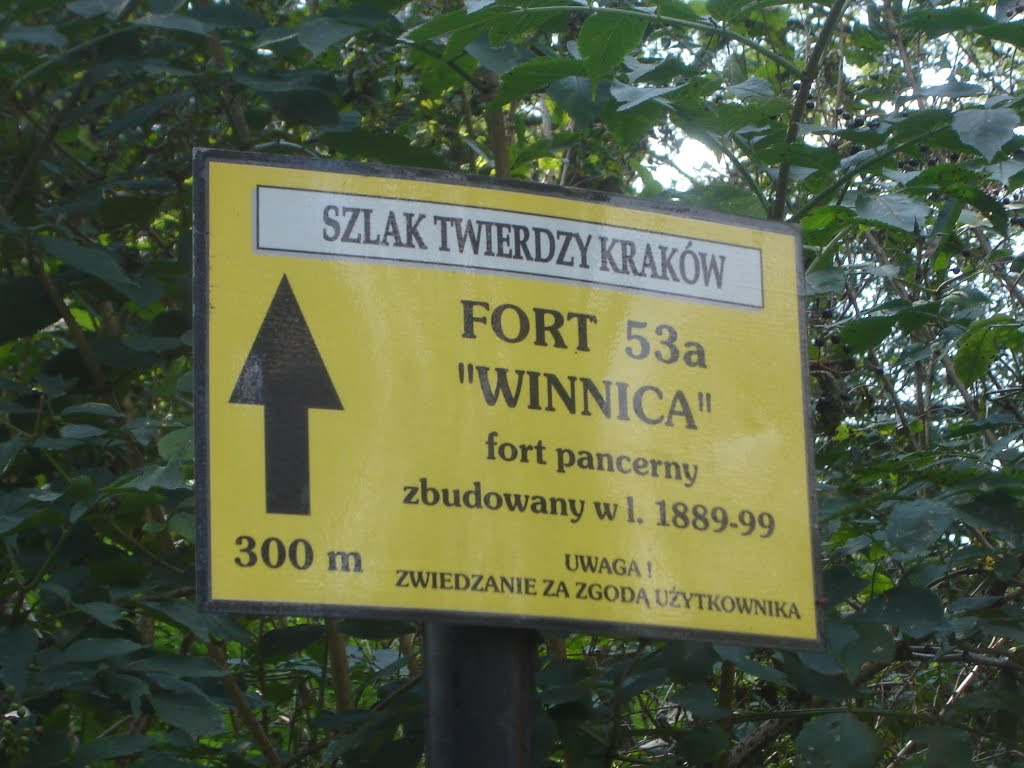 SZLAK TWIERDZY KRAKÓW
FORT 53a
"WINNICA"
fort pancerny
zbudowany w l. 1889-99
300 m
UWAGA !
ZWIEDZANIE ZA ZGODĄ UŻYTKOWNIKA